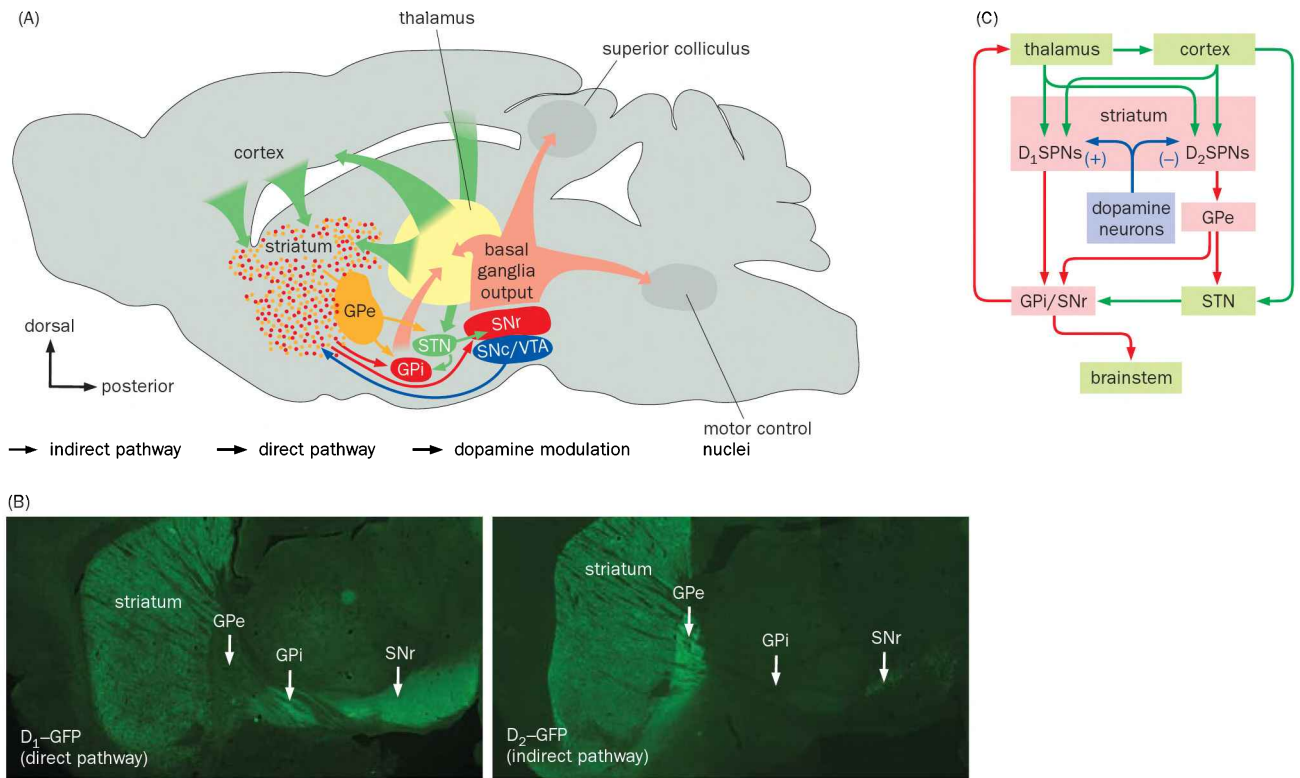 (A)
thalamus
superior colliculus
cortex
striatum
basal
ganglia
output
GPe
STN
SNr
SNc/VTA
GPi
dorsal
posterior
motor control
nuclei
indirect pathway
direct pathway
dopamine modulation
(B)
striatum
GPe
GPi
SNr
D₁–GFP
(direct pathway)
striatum
GPe
GPi
SNr
D₂–GFP
(indirect pathway)
(C)
thalamus
cortex
striatum
D₁SPNs
(+)
(–)
D₂SPNs
dopamine
neurons
GPe
GPi/SNr
STN
brainstem